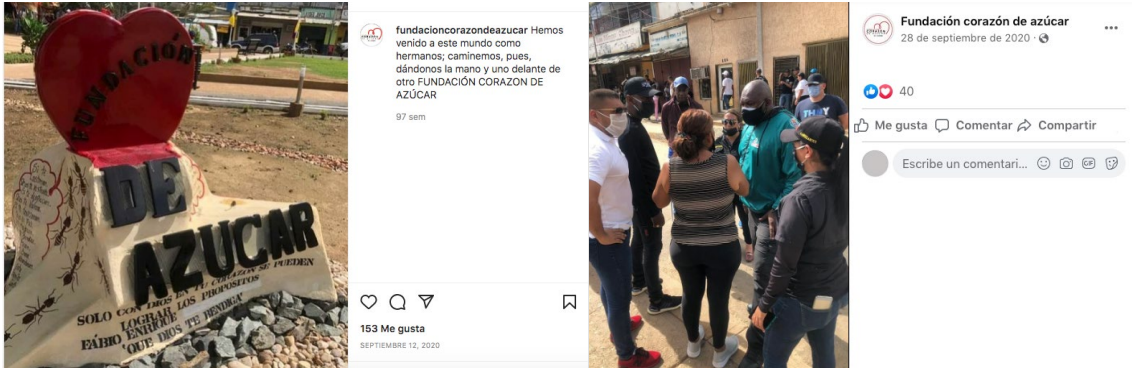 FUNDACIÓN
DE
AZUCAR
SOLO CON DIOS EN TU CORAZON SE PUEDEN
LOGRAR LOS PROPOSITOS
FABIO ENRIQUE
'QUE DIOS TE BENDIGA'
fundacioncorazondeazucar Hemos
venido a este mundo como
hermanos; caminemos, pues,
dándonos la mano y uno delante de
otro FUNDACIÓN CORAZON DE
AZÚCAR
97 sem
153 Me gusta
SEPTIEMBRE 12, 2020
Fundación corazón de azúcar
28 de septiembre de 2020 ·
40
Me gusta Comentar Compartir
Escribe un comentari... GIF